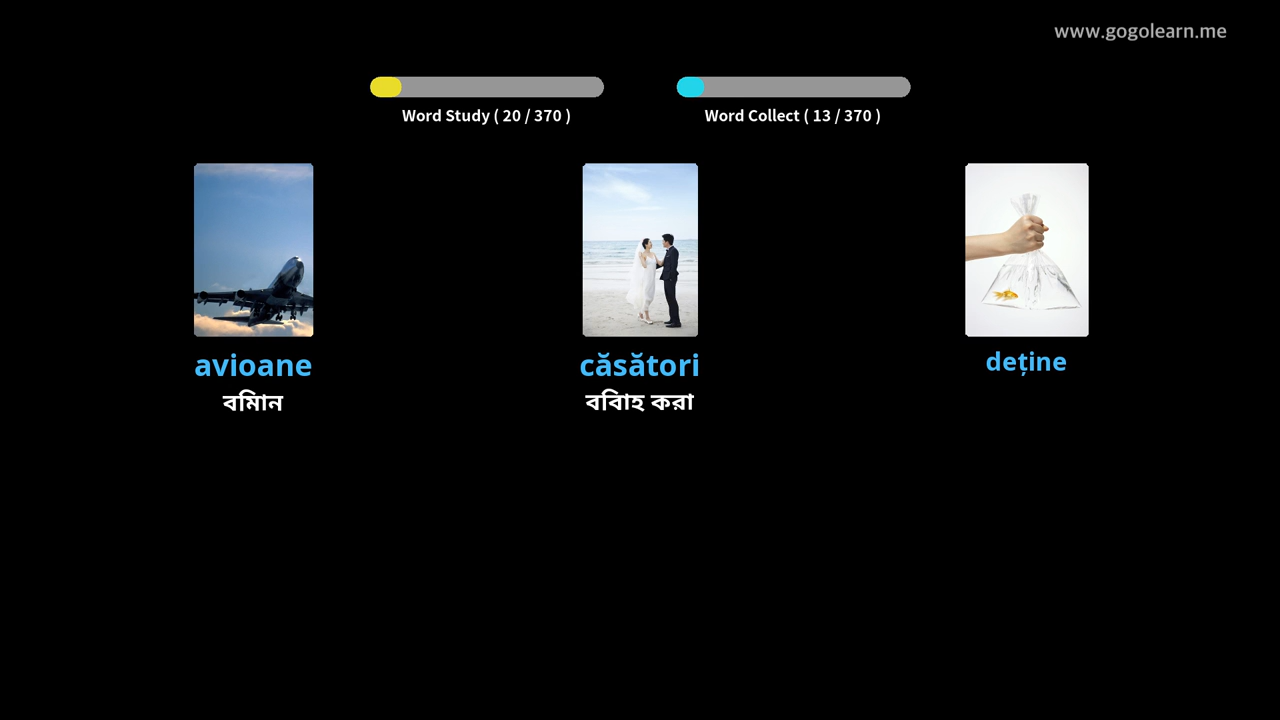 www.gogolearn.me
Word Study ( 20 / 370 )
Word Collect ( 13 / 370 )
avioane
căsători
deține
বিমান
বিবাহ করা